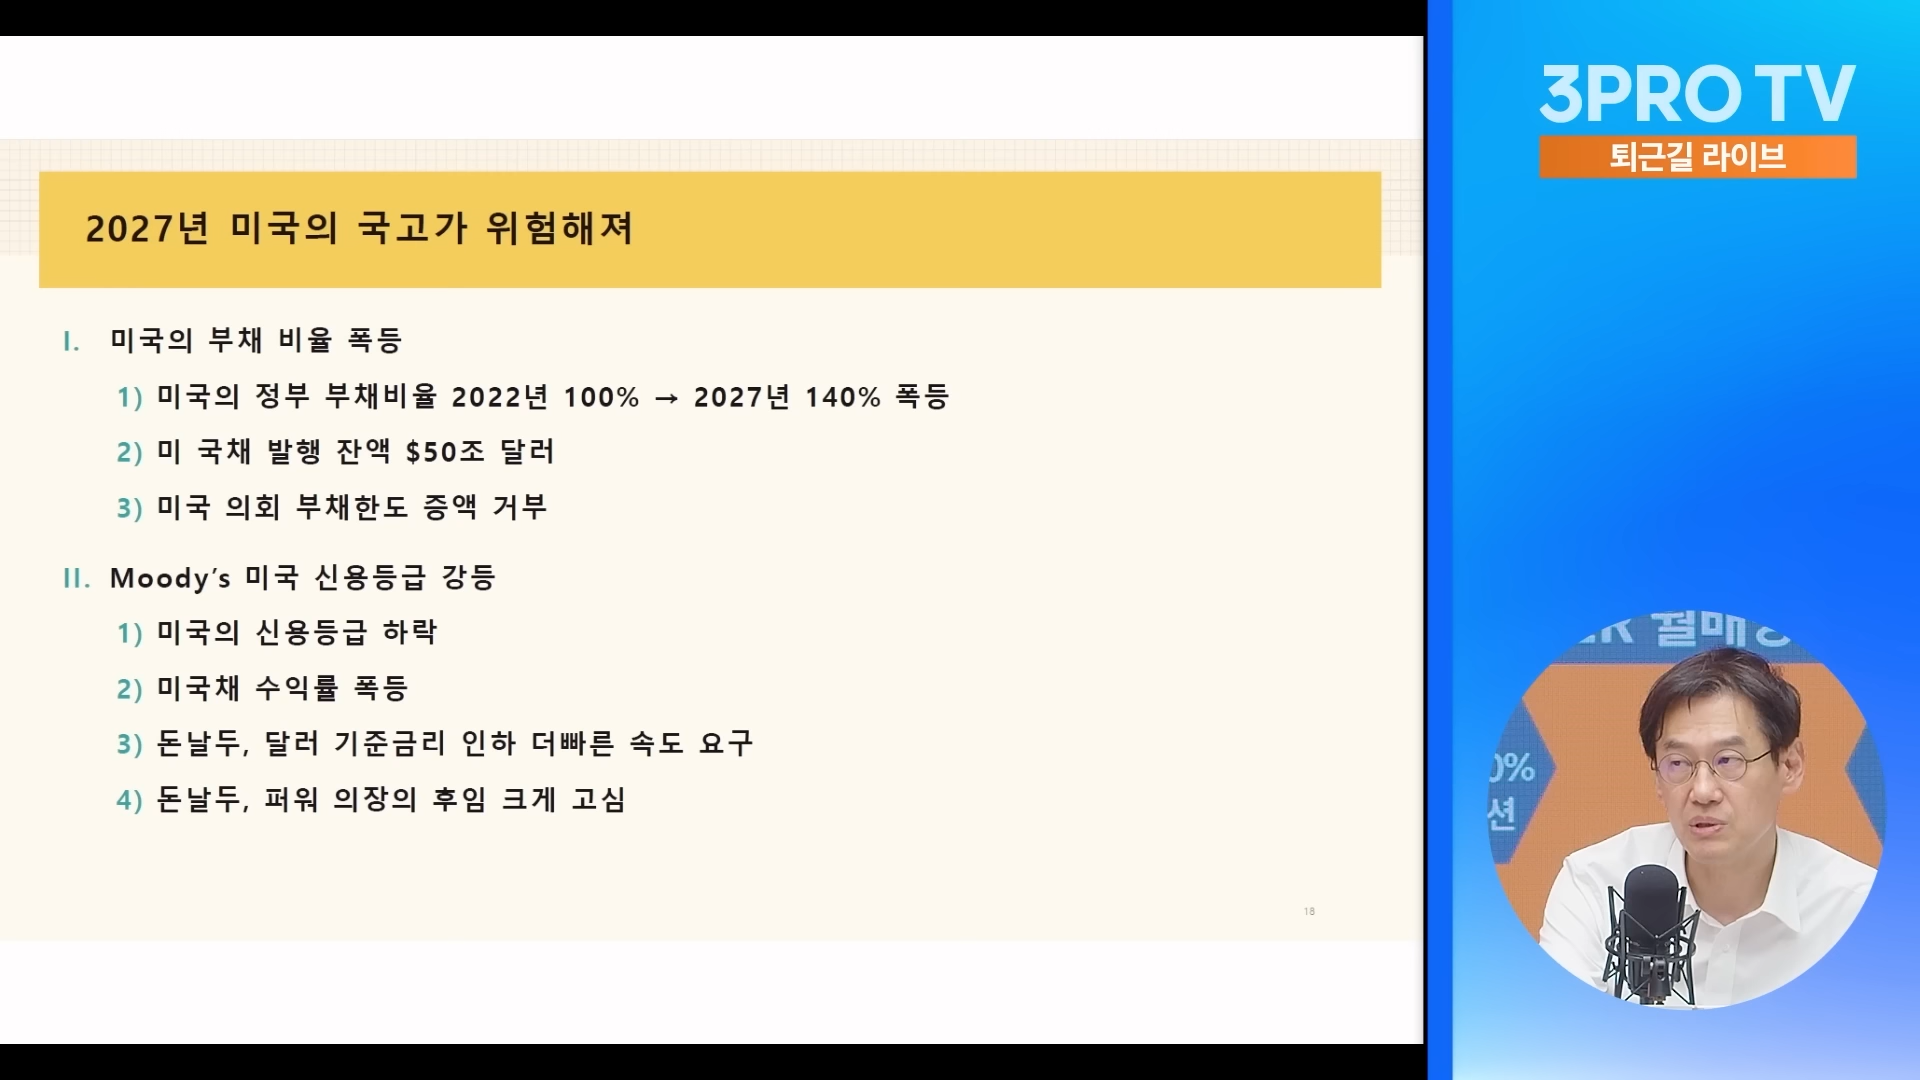 2027년 미국의 국고가 위험해져
I. 미국의 부채 비율 폭등
1) 미국의 정부 부채비율 2022년 100% → 2027년 140% 폭등
2) 미 국채 발행 잔액 $50조 달러
3) 미국 의회 부채한도 증액 거부
II. Moody’s 미국 신용등급 강등
1) 미국의 신용등급 하락
2) 미국채 수익률 폭등
3) 돈날두, 달러 기준금리 인하 더빠른 속도 요구
4) 돈날두, 퍼워 의장의 후임 크게 고심
18
3PRO TV
퇴근길 라이브
0%
션